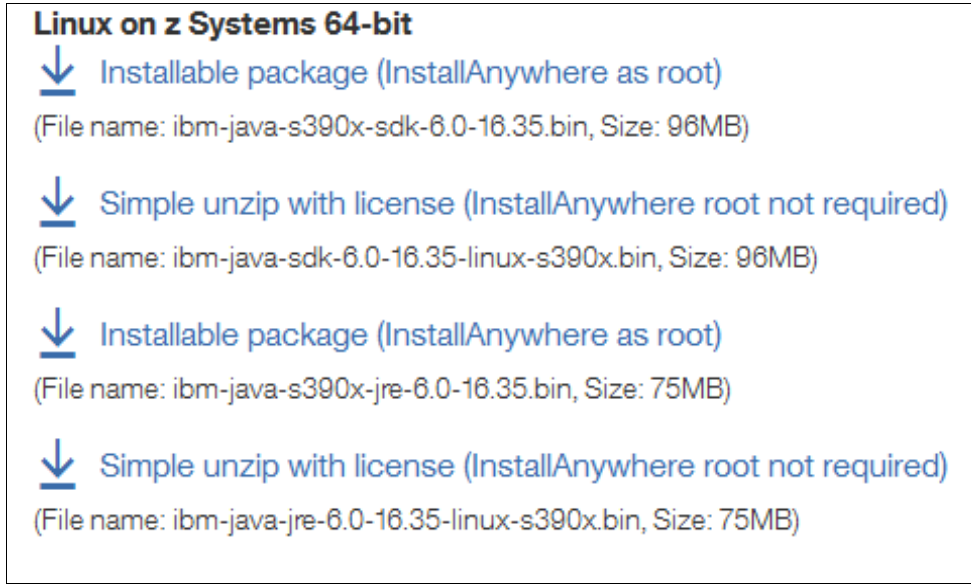 Linux on z Systems 64-bit
Installable package (InstallAnywhere as root)
(File name: ibm-java-s390x-sdk-6.0-16.35.bin, Size: 96MB)
Simple unzip with license (InstallAnywhere root not required)
(File name: ibm-java-sdk-6.0-16.35-linux-s390x.bin, Size: 96MB)
Installable package (InstallAnywhere as root)
(File name: ibm-java-s390x-jre-6.0-16.35.bin, Size: 75MB)
Simple unzip with license (InstallAnywhere root not required)
(File name: ibm-java-jre-6.0-16.35-linux-s390x.bin, Size: 75MB)